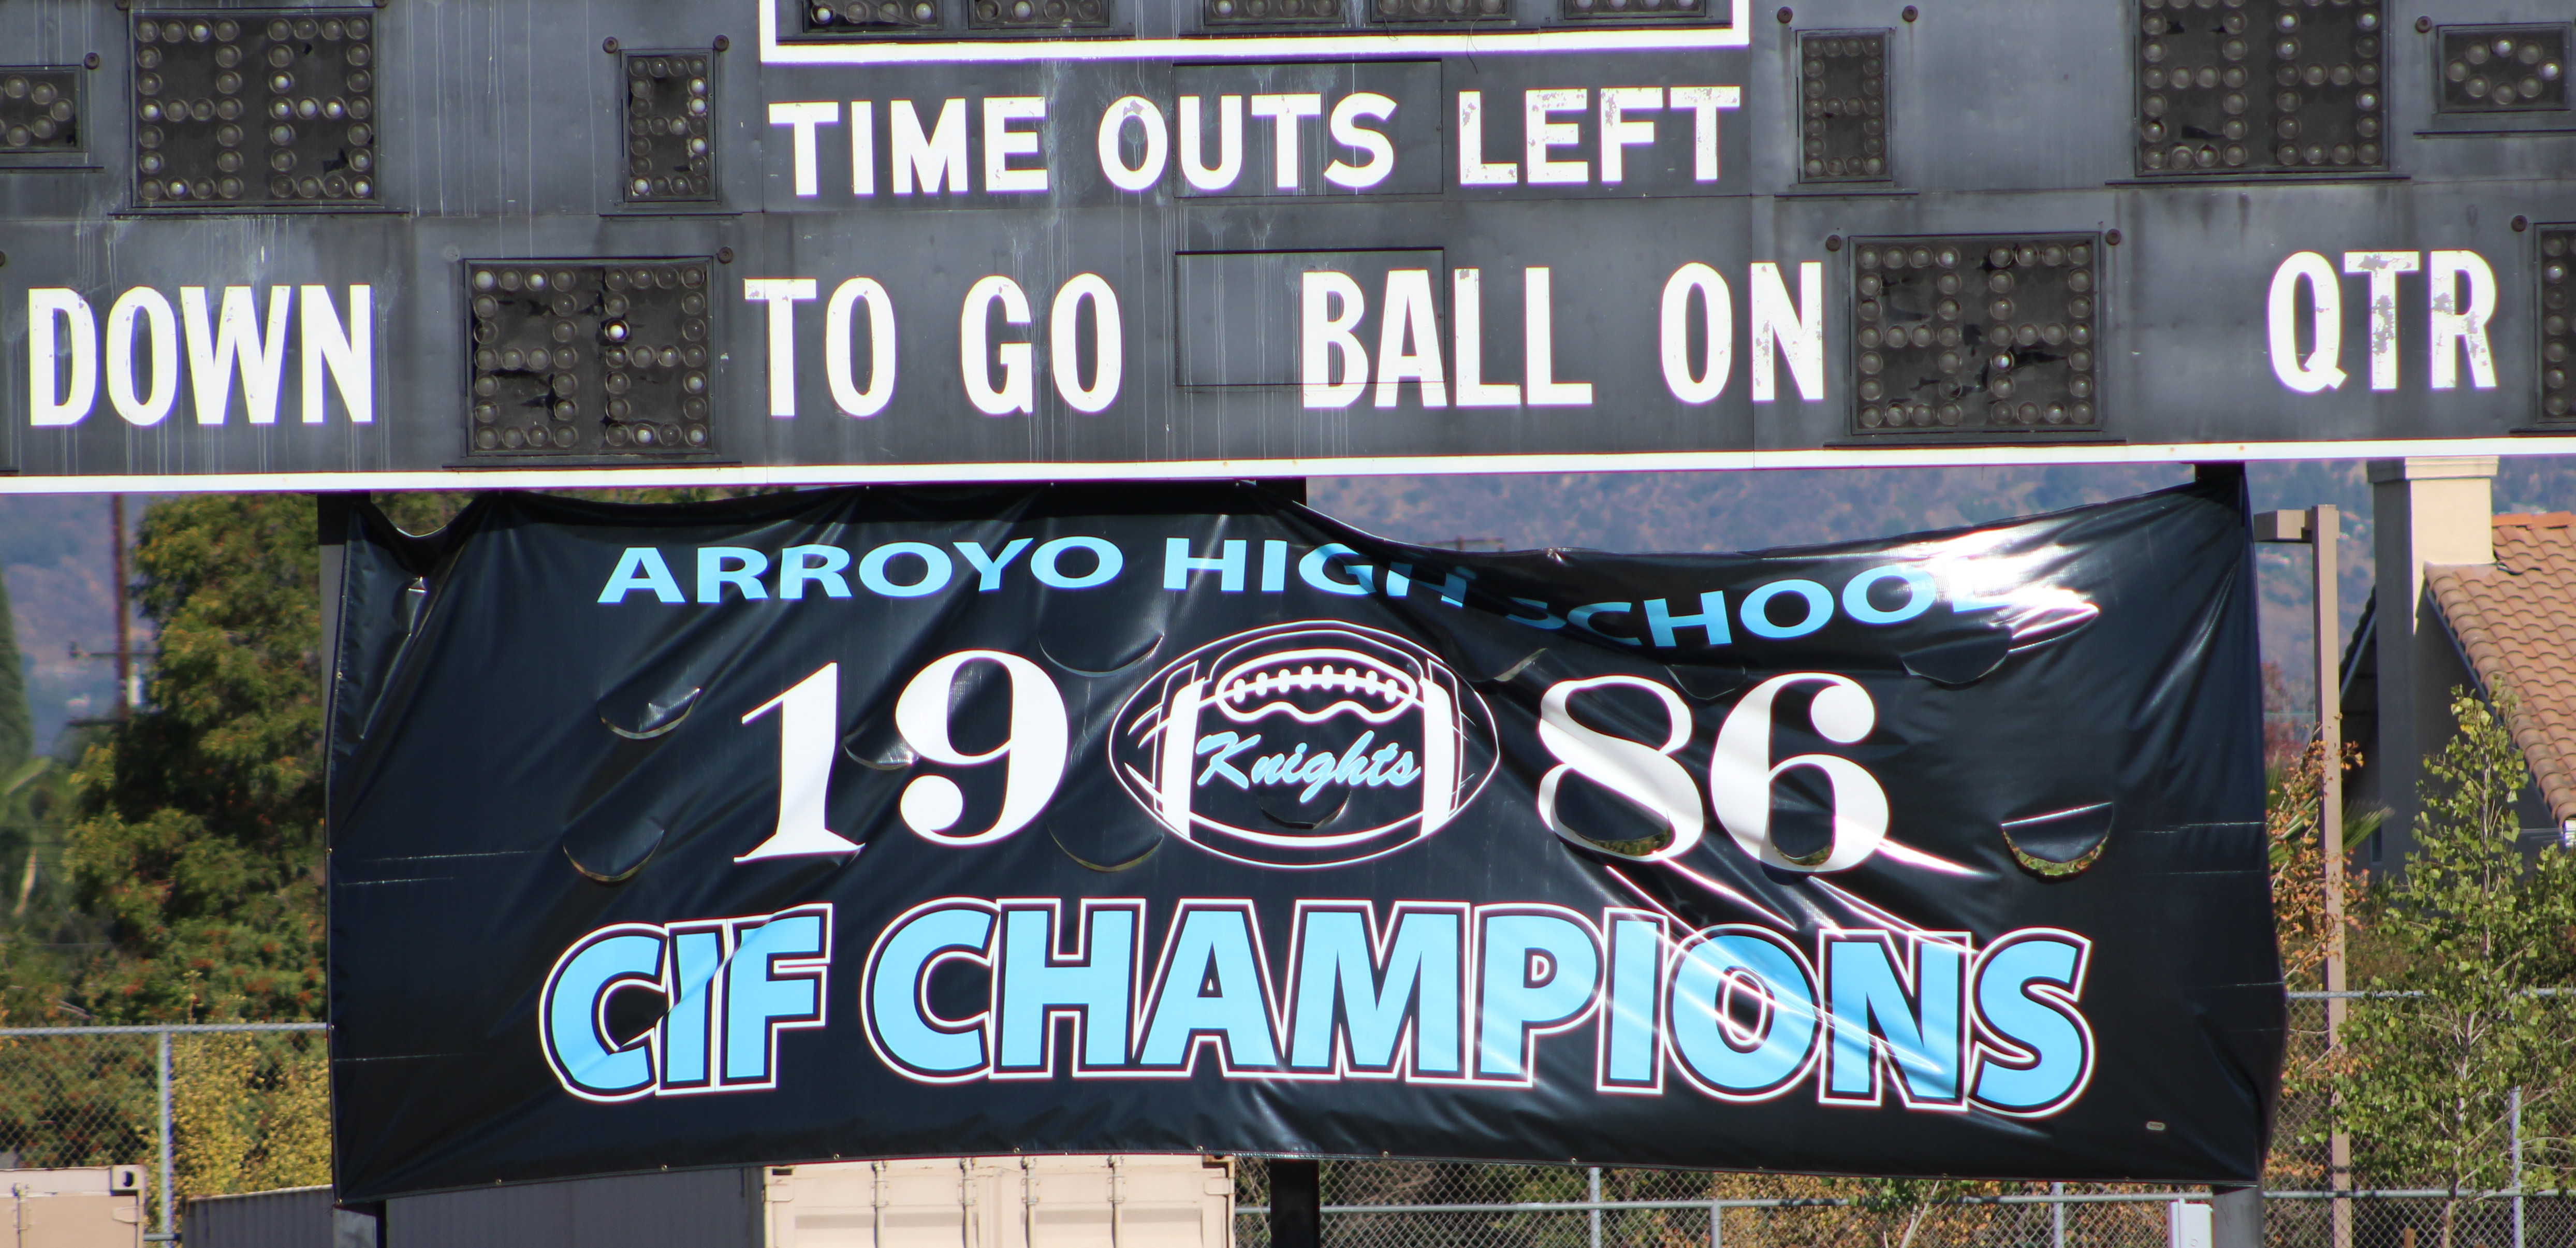 TIME OUTS LEFT
DOWN TO GO BALL ON QTR
ARROYO HIGH SCHOOL
19 Knights 86
CIF CHAMPIONS